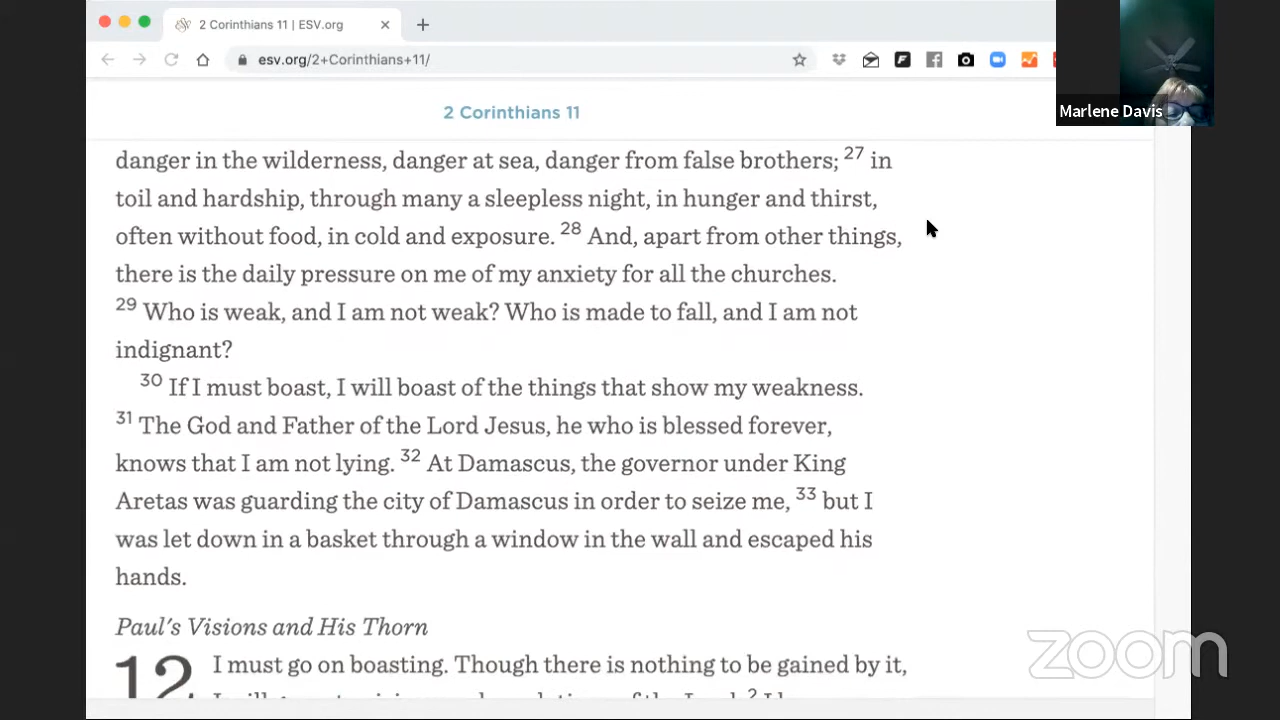 2 Corinthians 11 | ESV.org
esv.org/2+Corinthians+11/
Marlene Davis
2 Corinthians 11
danger in the wilderness, danger at sea, danger from false brothers; 27 in
toil and hardship, through many a sleepless night, in hunger and thirst,
often without food, in cold and exposure. 28 And, apart from other things,
there is the daily pressure on me of my anxiety for all the churches.
29 Who is weak, and I am not weak? Who is made to fall, and I am not
indignant?
30 If I must boast, I will boast of the things that show my weakness.
31 The God and Father of the Lord Jesus, he who is blessed forever,
knows that I am not lying. 32 At Damascus, the governor under King
Aretas was guarding the city of Damascus in order to seize me, 33 but I
was let down in a basket through a window in the wall and escaped his
hands.
Paul's Visions and His Thorn
12 I must go on boasting. Though there is nothing to be gained by it,
zoom